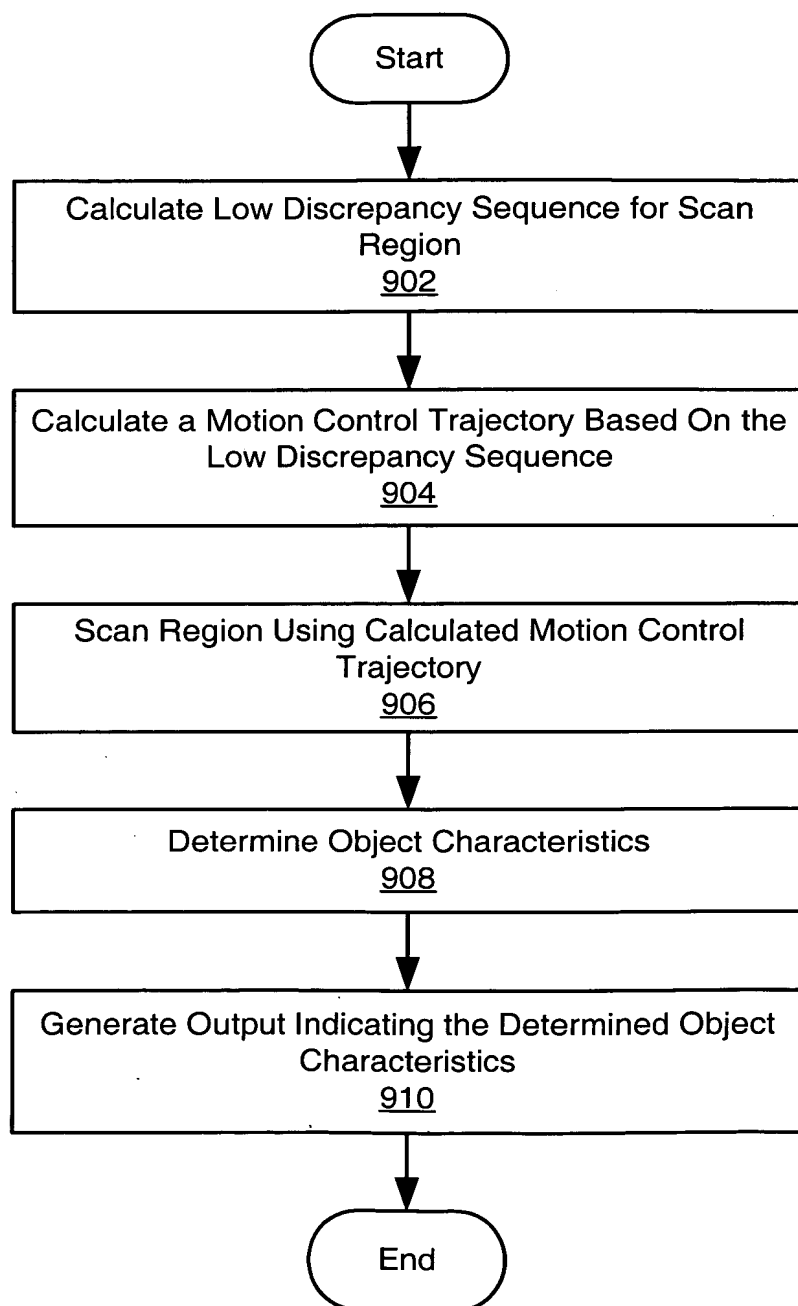 Start
Calculate Low Discrepancy Sequence for Scan
Region
902
Calculate a Motion Control Trajectory Based On the
Low Discrepancy Sequence
904
Scan Region Using Calculated Motion Control
Trajectory
906
Determine Object Characteristics
908
Generate Output Indicating the Determined Object
Characteristics
910
End